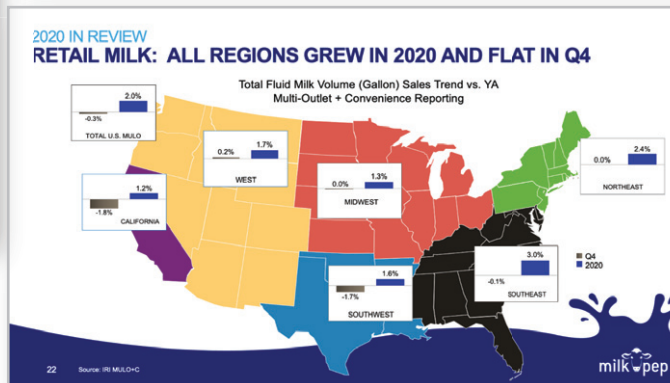 2020 IN REVIEW
RETAIL MILK: ALL REGIONS GREW IN 2020 AND FLAT IN Q4
Total Fluid Milk Volume (Gallon) Sales Trend vs. YA
Multi-Outlet + Convenience Reporting
2.0%
-0.3%
TOTAL U.S. MULO
0.2%
1.7%
WEST
0.0%
1.3%
MIDWEST
0.0%
2.4%
NORTHEAST
1.2%
-1.8%
CALIFORNIA
1.6%
-1.7%
SOUTHWEST
3.0%
-0.1%
SOUTHEAST
Q4
2020
22
Source: IRI MULO+C
milk pep